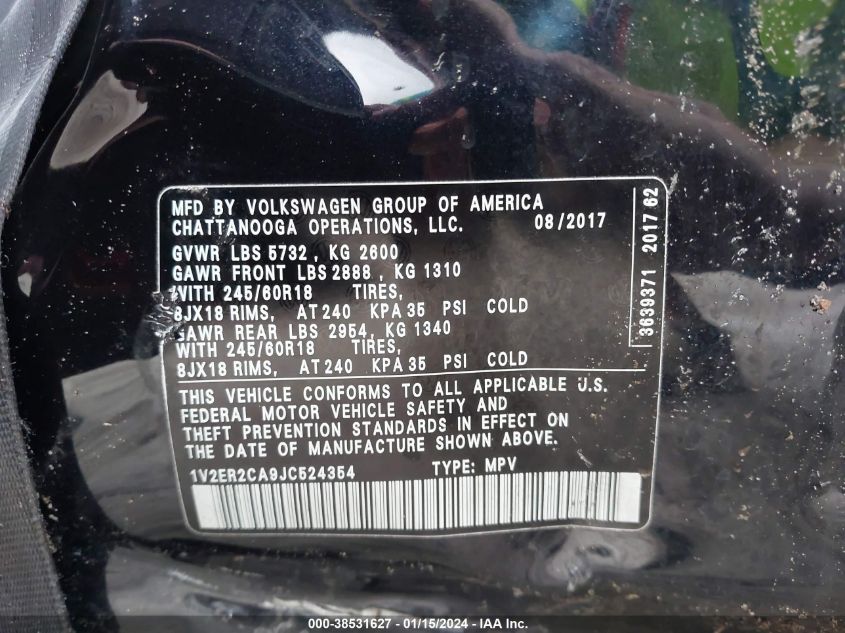 MFD BY VOLKSWAGEN GROUP OF AMERICA
CHATTANOOGA OPERATIONS, LLC. 08/2017
GVWR LBS 5732 , KG 2600
GAWR FRONT LBS 2888 , KG 1310
WITH 245/60R18 TIRES,
8JX18 RIMS, AT 240 KPA 35 PSI COLD
GAWR REAR LBS 2954, KG 1340
WITH 245/60R18 TIRES,
8JX18 RIMS, AT 240 KPA 35 PSI COLD
THIS VEHICLE CONFORMS TO ALL APPLICABLE U.S.
FEDERAL MOTOR VEHICLE SAFETY AND
THEFT PREVENTION STANDARDS IN EFFECT ON
THE DATE OF MANUFACTURE SHOWN ABOVE.
1V2ER2CA9JC524354 TYPE: MPV
3639371 2017 62
000-38531627 - 01/15/2024 - IAA Inc.